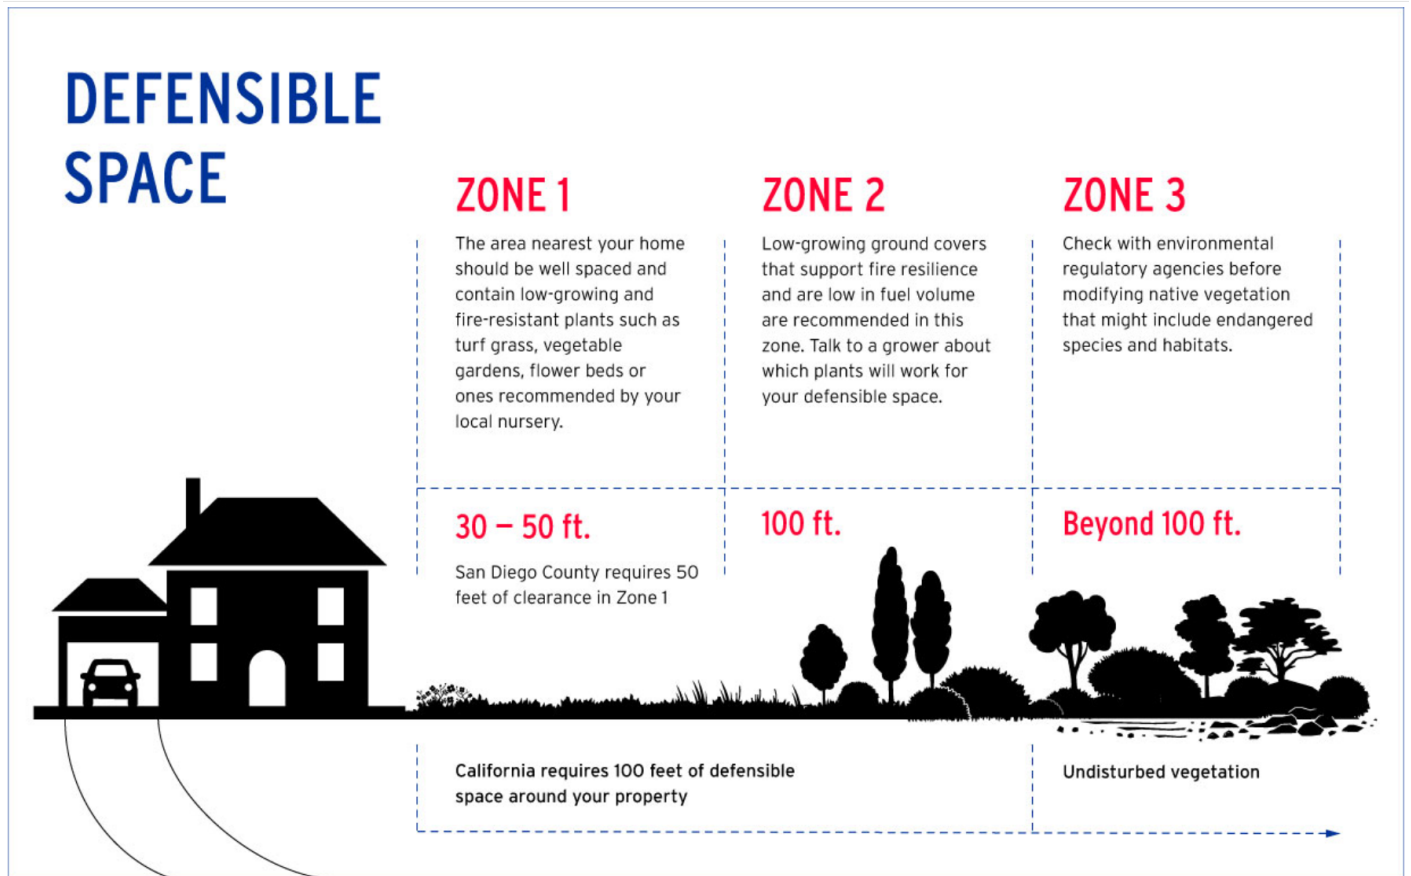 DEFENSIBLE
SPACE
ZONE 1
The area nearest your home
should be well spaced and
contain low-growing and
fire-resistant plants such as
turf grass, vegetable
gardens, flower beds or
ones recommended by your
local nursery.
30 – 50 ft.
San Diego County requires 50
feet of clearance in Zone 1
ZONE 2
Low-growing ground covers
that support fire resilience
and are low in fuel volume
are recommended in this
zone. Talk to a grower about
which plants will work for
your defensible space.
100 ft.
ZONE 3
Check with environmental
regulatory agencies before
modifying native vegetation
that might include endangered
species and habitats.
Beyond 100 ft.
California requires 100 feet of defensible
space around your property
Undisturbed vegetation